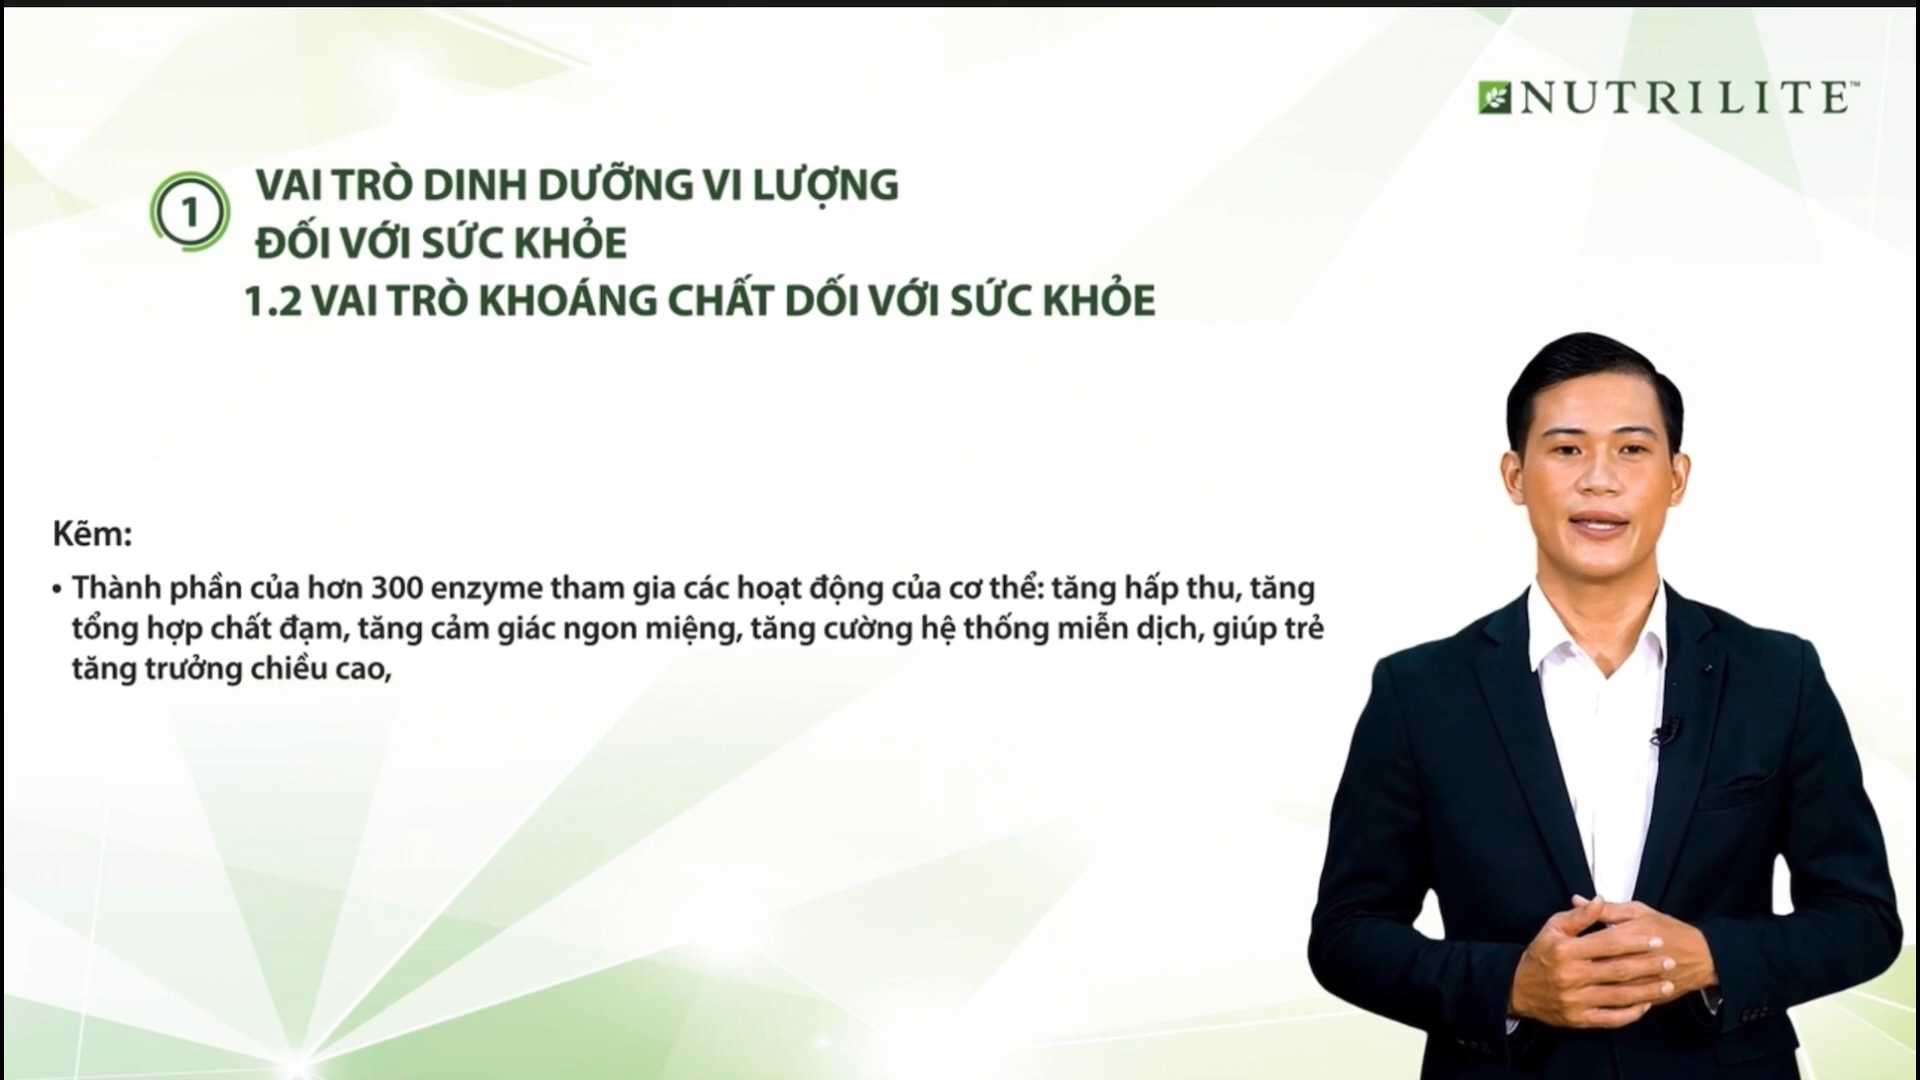 NUTRILITE™
1
VAI TRÒ DINH DƯỠNG VI LƯỢNG
ĐỐI VỚI SỨC KHỎE
1.2 VAI TRÒ KHOÁNG CHẤT DỐI VỚI SỨC KHỎE
Kẽm:
• Thành phần của hơn 300 enzyme tham gia các hoạt động của cơ thể: tăng hấp thu, tăng
tổng hợp chất đạm, tăng cảm giác ngon miệng, tăng cường hệ thống miễn dịch, giúp trẻ
tăng trưởng chiều cao,